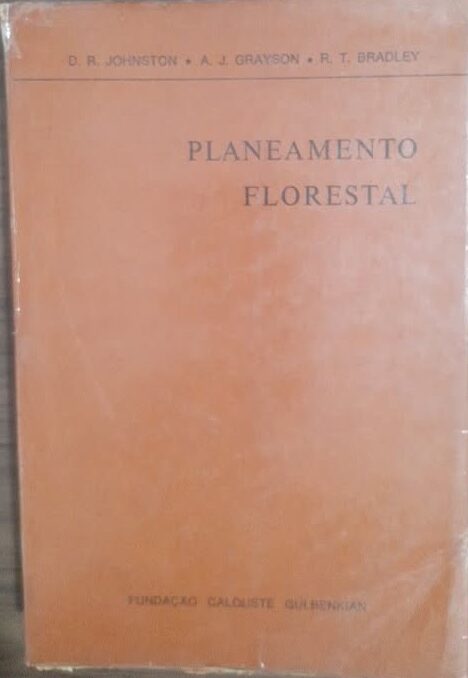 D. R. JOHNSTON • A. J. GRAYSON • R. T. BRADLEY
PLANEAMENTO
FLORESTAL
FUNDAÇÃO CALOUSTE GULBENKIAN